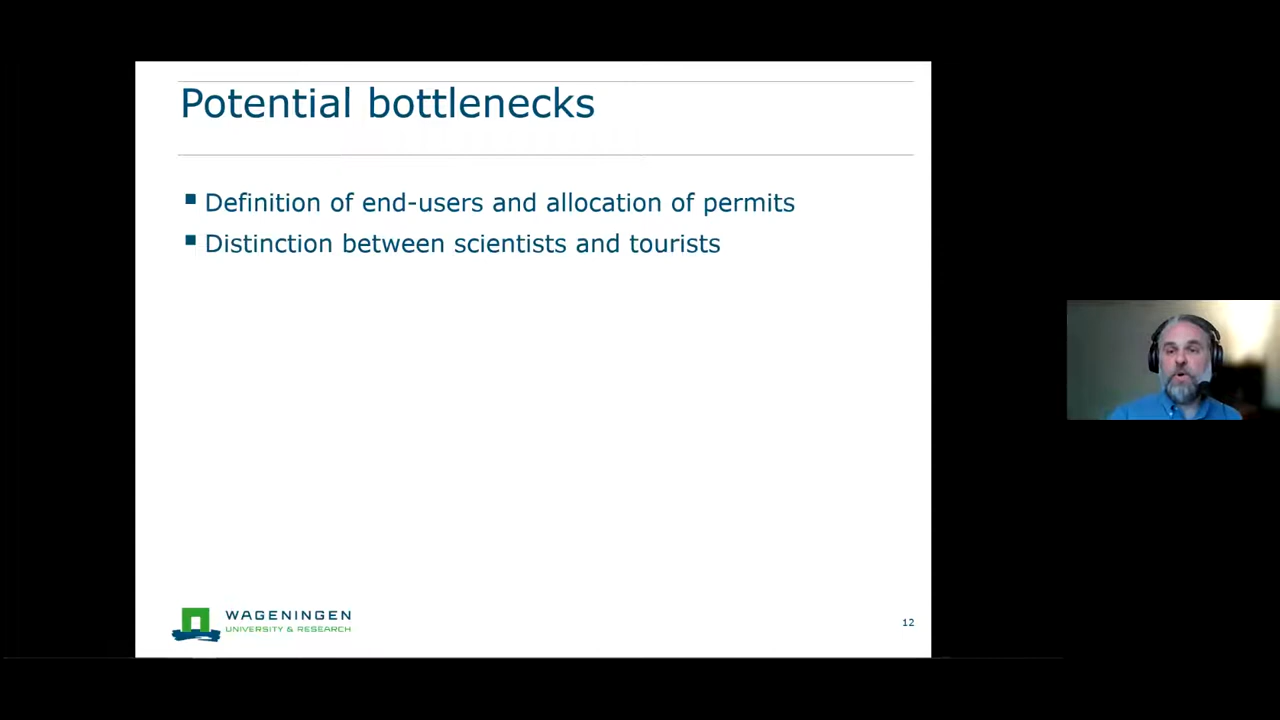 Potential bottlenecks
Definition of end-users and allocation of permits
Distinction between scientists and tourists
WAGENINGEN
UNIVERSITY & RESEARCH
12